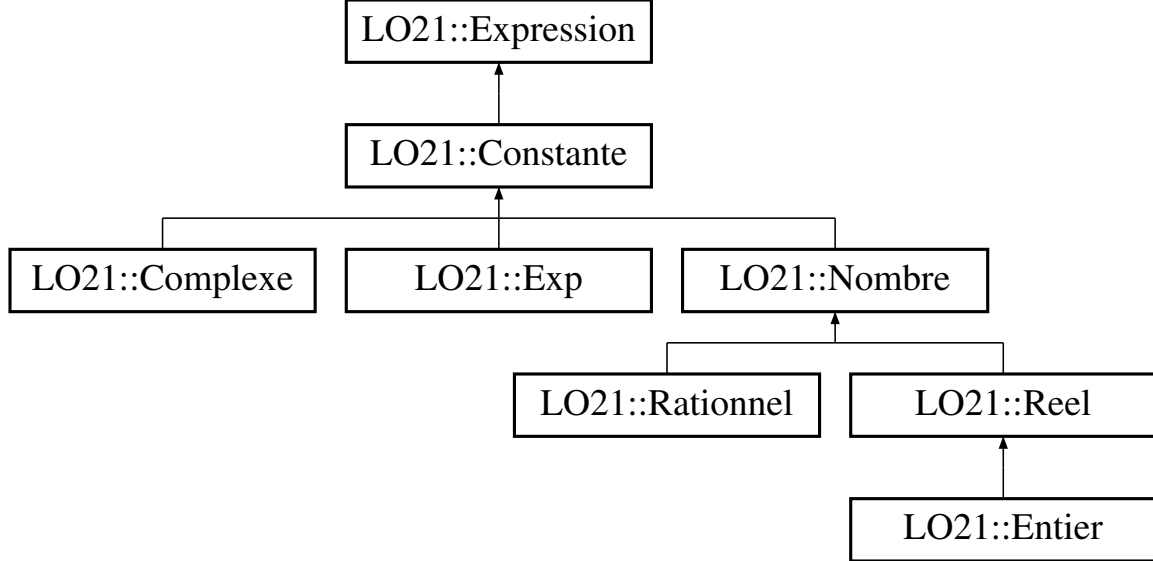 LO21::Expression
LO21::Constante
LO21::Complexe
LO21::Exp
LO21::Nombre
LO21::Rationnel
LO21::Reel
LO21::Entier